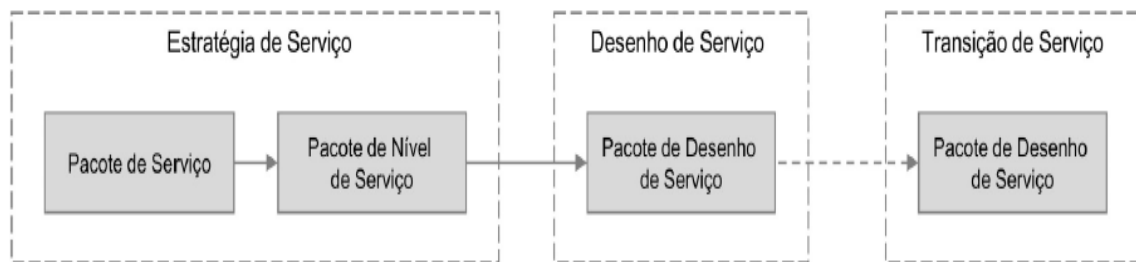 Estratégia de Serviço
Desenho de Serviço
Transição de Serviço
Pacote de Serviço
Pacote de Nível
de Serviço
Pacote de Desenho
de Serviço
Pacote de Desenho
de Serviço